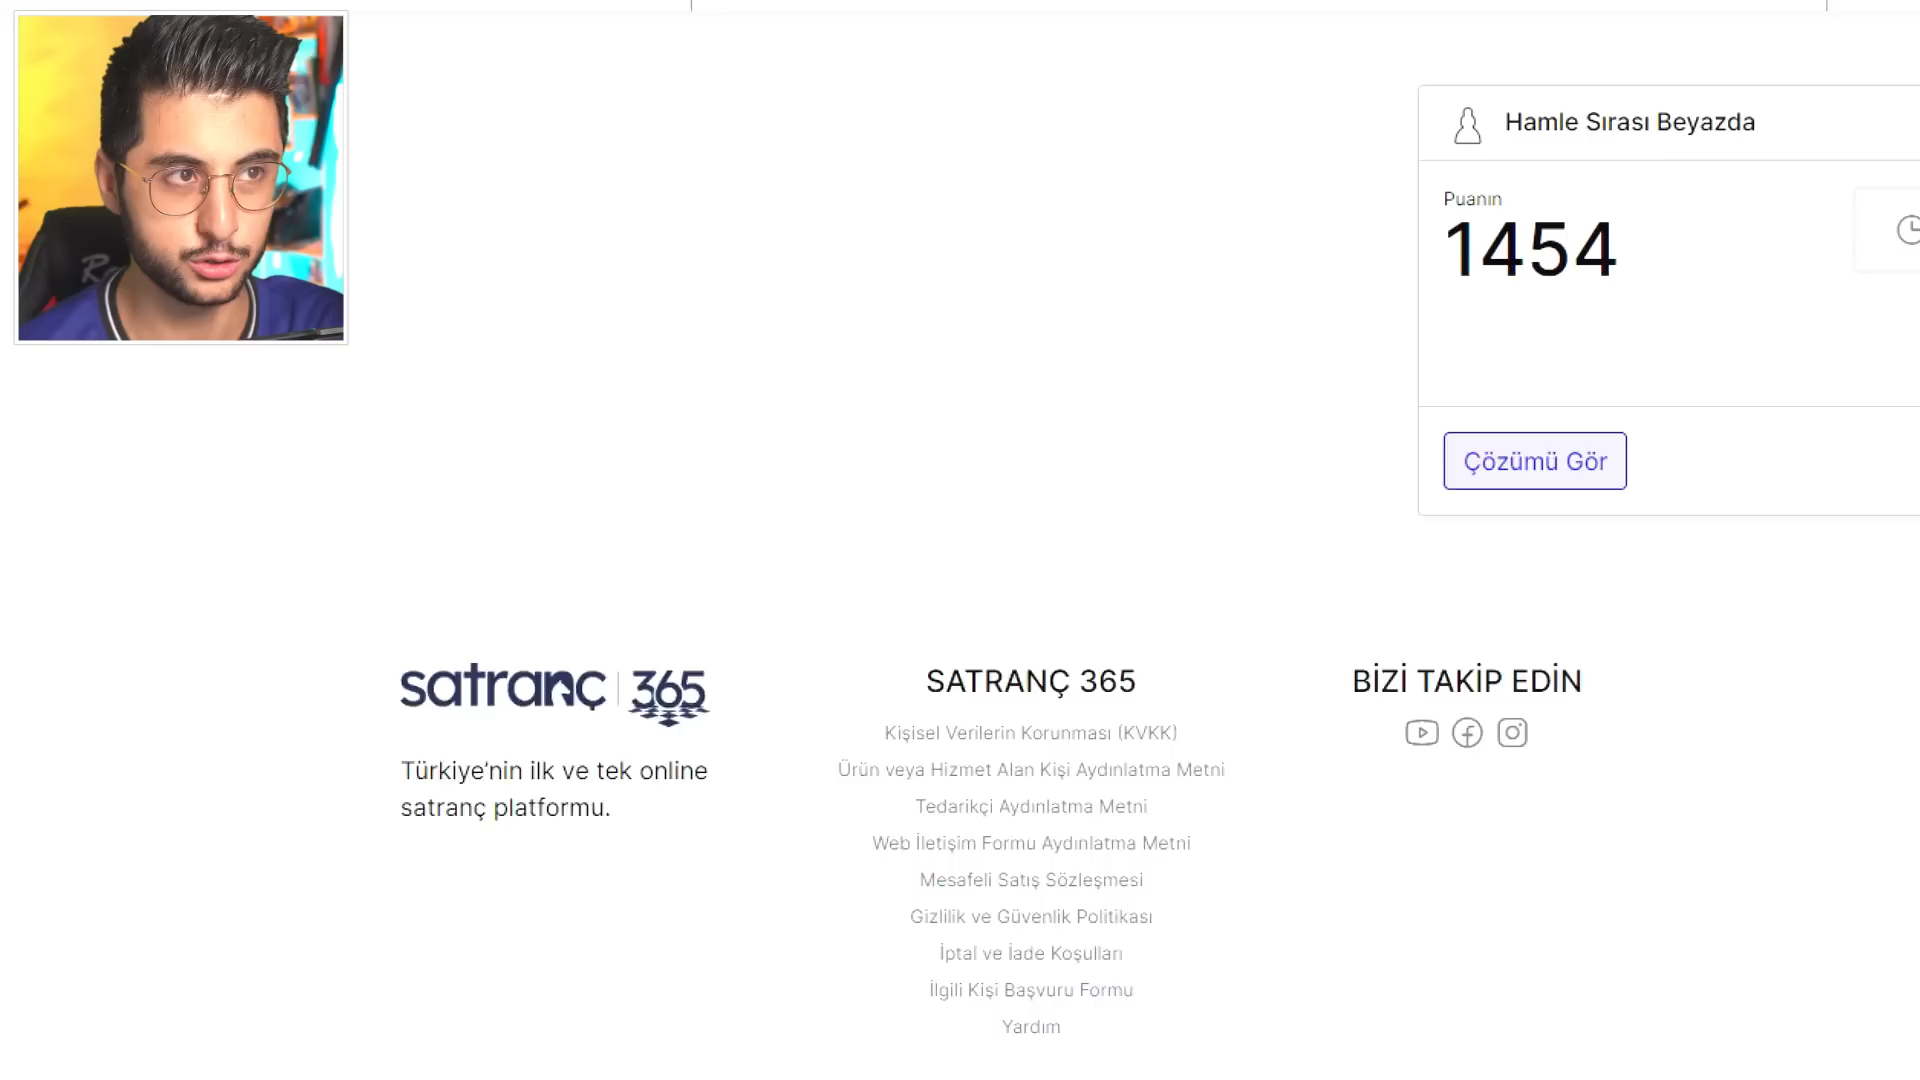 Hamle Sırası Beyazda
Puanın
1454
Çözümü Gör
satranç 365
Türkiye’nin ilk ve tek online
satranç platformu.
SATRANÇ 365
Kişisel Verilerin Korunması (KVKK)
Ürün veya Hizmet Alan Kişi Aydınlatma Metni
Tedarikçi Aydınlatma Metni
Web İletişim Formu Aydınlatma Metni
Mesafeli Satış Sözleşmesi
Gizlilik ve Güvenlik Politikası
İptal ve İade Koşulları
İlgili Kişi Başvuru Formu
Yardım
BİZİ TAKİP EDİN